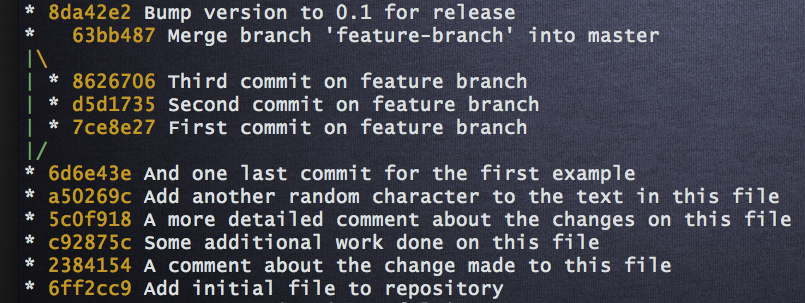 * 8da42e2 Bump version to 0.1 for release
*   63bb487 Merge branch 'feature-branch' into master
|\
| * 8626706 Third commit on feature branch
| * d5d1735 Second commit on feature branch
| * 7ce8e27 First commit on feature branch
|/
* 6d6e43e And one last commit for the first example
* a50269c Add another random character to the text in this file
* 5c0f918 A more detailed comment about the changes on this file
* c92875c Some additional work done on this file
* 2384154 A comment about the change made to this file
* 6ff2cc9 Add initial file to repository